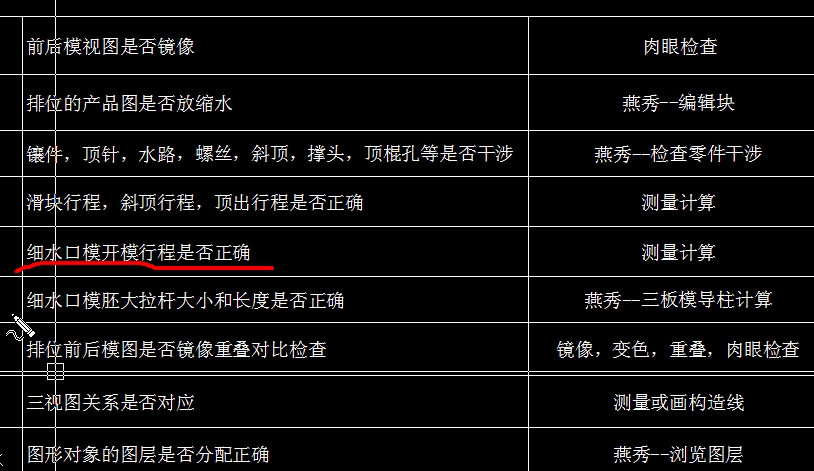 前后模视图是否镜像
肉眼检查
排位的产品图是否放缩水
燕秀--编辑块
镶件，顶针，水路，螺丝，斜顶，撑头，顶棍孔等是否干涉
燕秀--检查零件干涉
滑块行程，斜顶行程，顶出行程是否正确
测量计算
细水口模开模行程是否正确
测量计算
细水口模胚大拉杆大小和长度是否正确
燕秀--三板模导柱计算
排位前后模图是否镜像重叠对比检查
镜像，变色，重叠，肉眼检查
三视图关系是否对应
测量或画构造线
图形对象的图层是否分配正确
燕秀--浏览图层